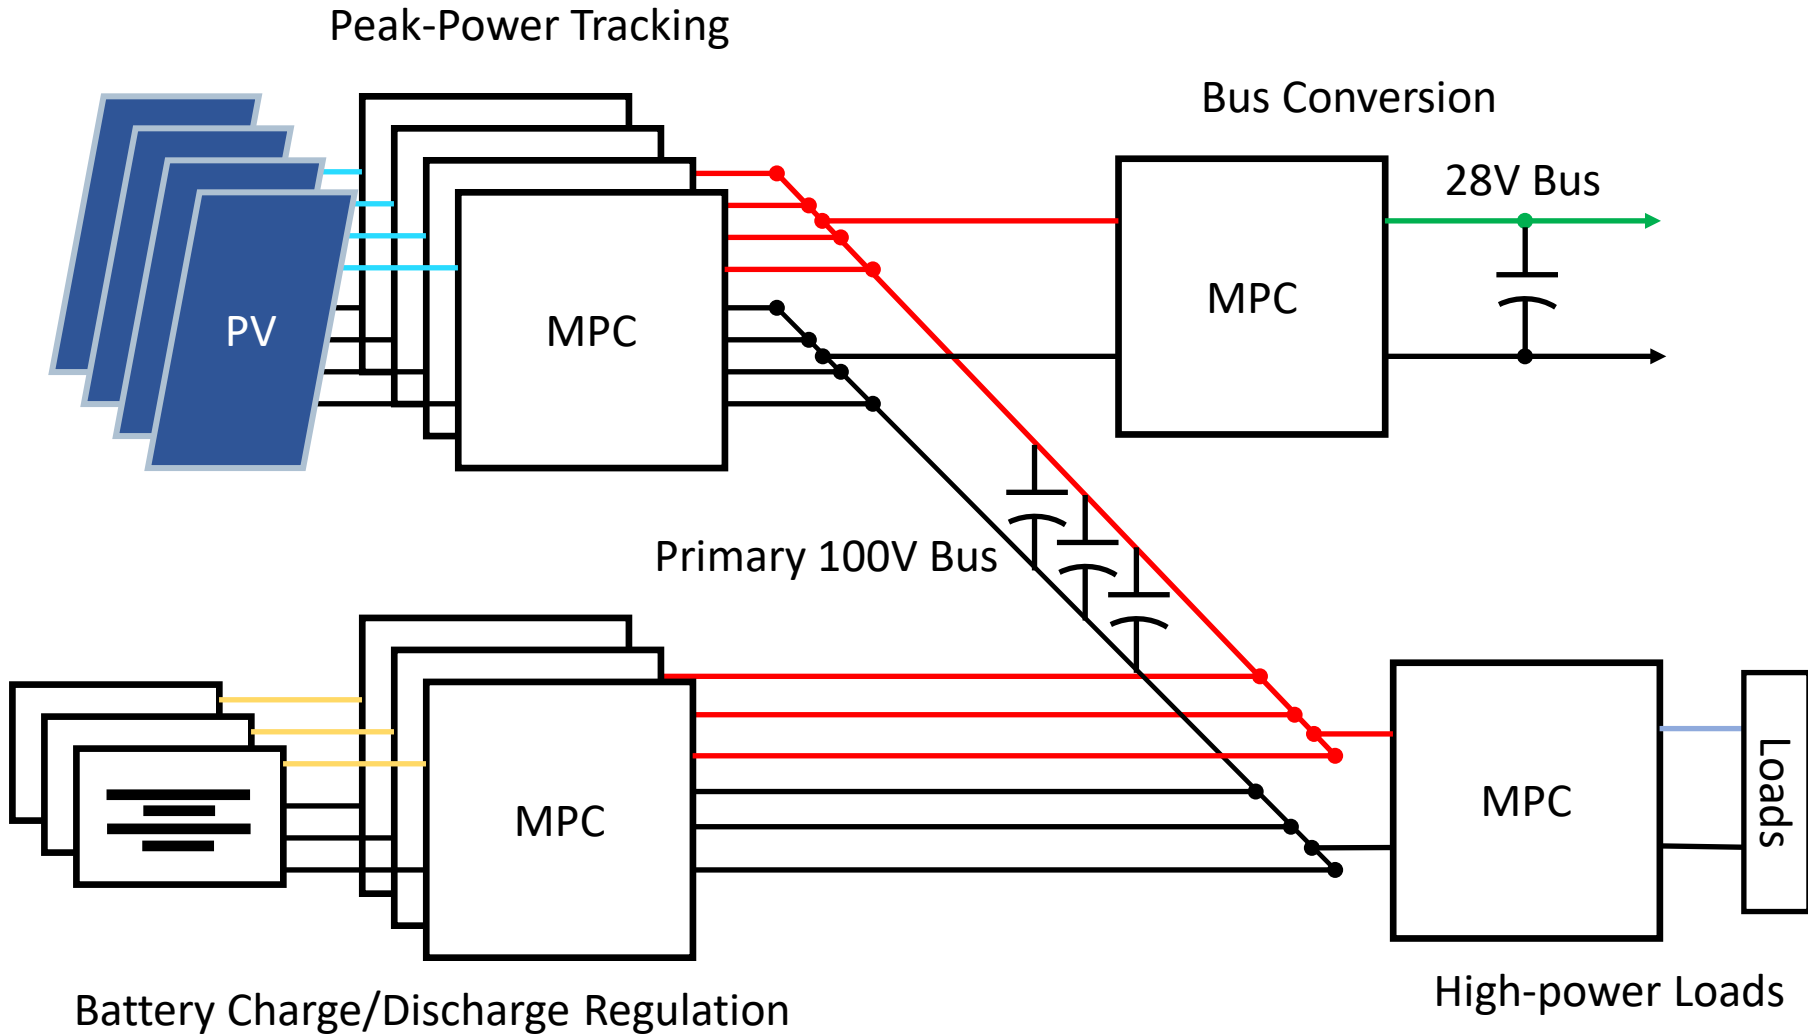 Peak-Power Tracking
Bus Conversion
28V Bus
PV
MPC
MPC
Primary 100V Bus
MPC
MPC
Loads
Battery Charge/Discharge Regulation
High-power Loads